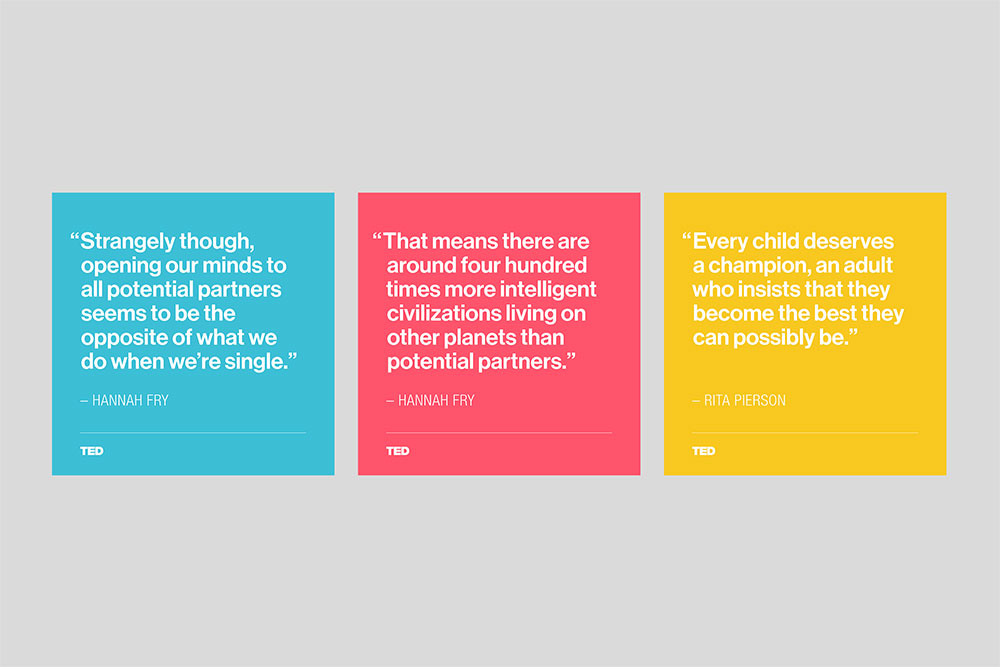 “Strangely though,
opening our minds to
all potential partners
seems to be the
opposite of what we
do when we’re single.”
– HANNAH FRY
TED
“That means there are
around four hundred
times more intelligent
civilizations living on
other planets than
potential partners.”
– HANNAH FRY
TED
“Every child deserves
a champion, an adult
who insists that they
become the best they
can possibly be.”
– RITA PIERSON
TED